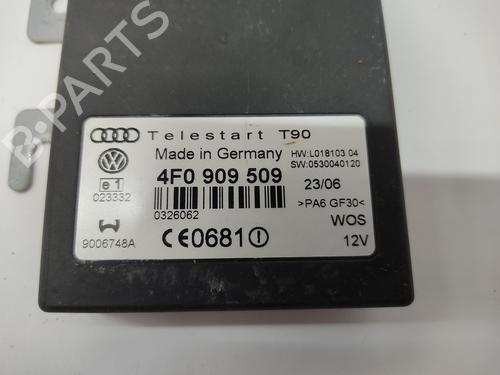 B-PARTS
Telestart T90
Made in Germany
HW:L018103 04
SW:0530040120
e1
4F0 909 509
23/06
023332
0326062
>PA6 GF30<
9006748A
CE0681
WOS
12V